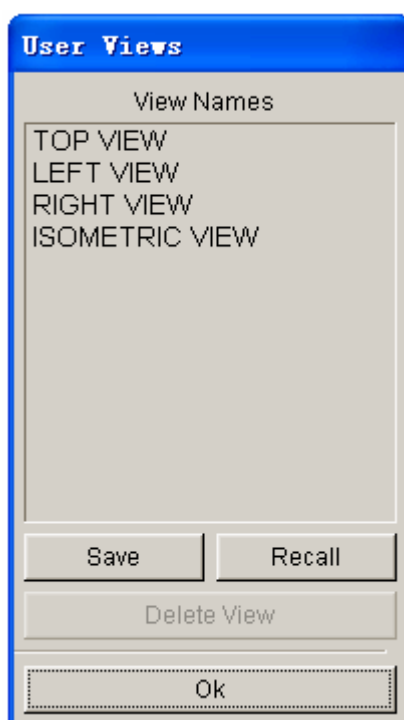 User Views
View Names
TOP VIEW
LEFT VIEW
RIGHT VIEW
ISOMETRIC VIEW
Save Recall
Delete View
Ok